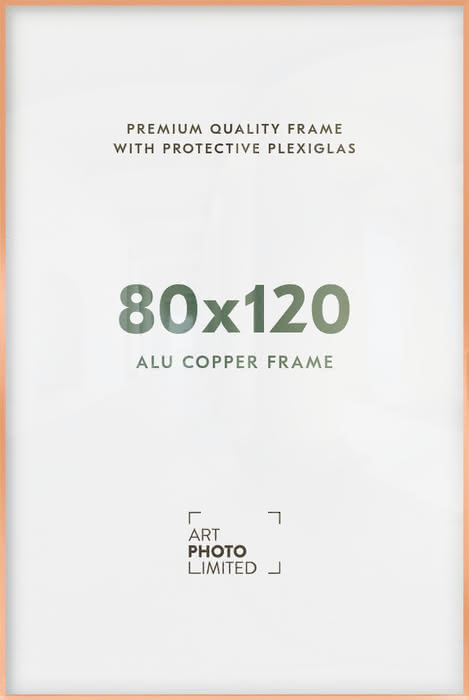 PREMIUM QUALITY FRAME
WITH PROTECTIVE PLEXIGLAS
80x120
ALU COPPER FRAME
ART
PHOTO
LIMITED